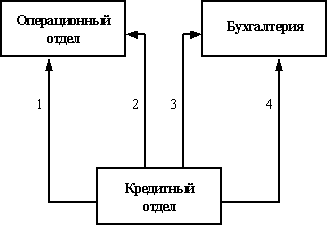 Операционный
отдел
Бухгалтерия
1
2
3
4
Кредитный
отдел